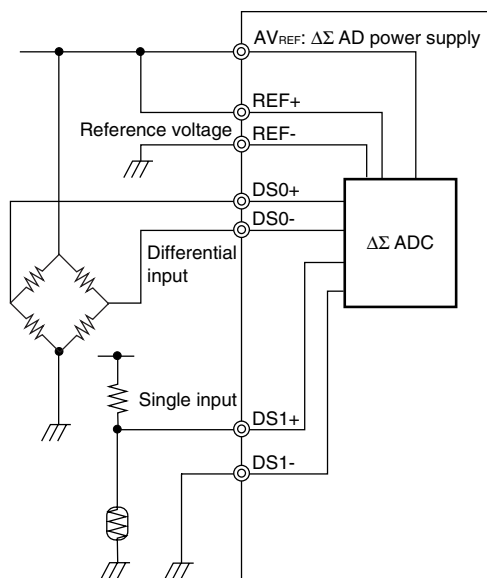 AVREF: ΔΣ AD power supply
REF+
Reference voltage
REF-
DS0+
DS0-
Differential
input
ΔΣ ADC
Single input
DS1+
DS1-